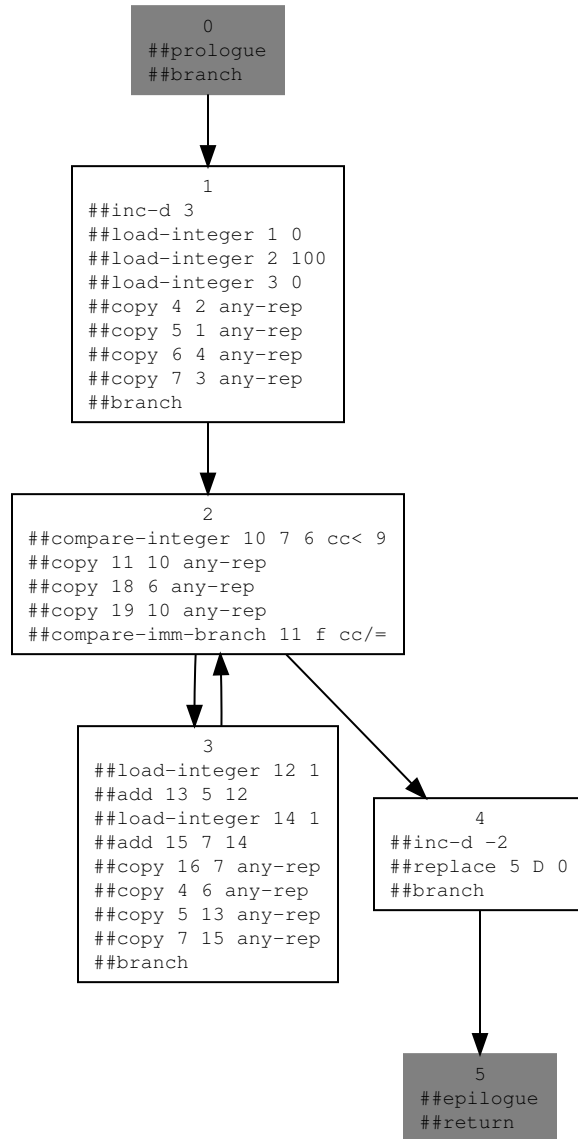 0
##prologue
##branch
1
##inc-d 3
##load-integer 1 0
##load-integer 2 100
##load-integer 3 0
##copy 4 2 any-rep
##copy 5 1 any-rep
##copy 6 4 any-rep
##copy 7 3 any-rep
##branch
2
##compare-integer 10 7 6 cc< 9
##copy 11 10 any-rep
##copy 18 6 any-rep
##copy 19 10 any-rep
##compare-imm-branch 11 f cc/=
3
##load-integer 12 1
##add 13 5 12
##load-integer 14 1
##add 15 7 14
##copy 16 7 any-rep
##copy 4 6 any-rep
##copy 5 13 any-rep
##copy 7 15 any-rep
##branch
4
##inc-d -2
##replace 5 D 0
##branch
5
##epilogue
##return